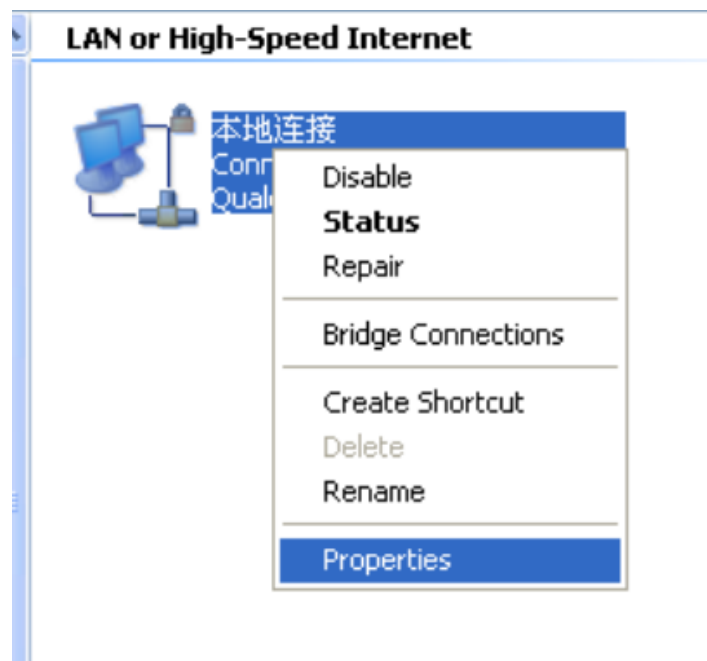 LAN or High-Speed Internet
本地连接
Disable
Status
Repair
Bridge Connections
Create Shortcut
Delete
Rename
Properties